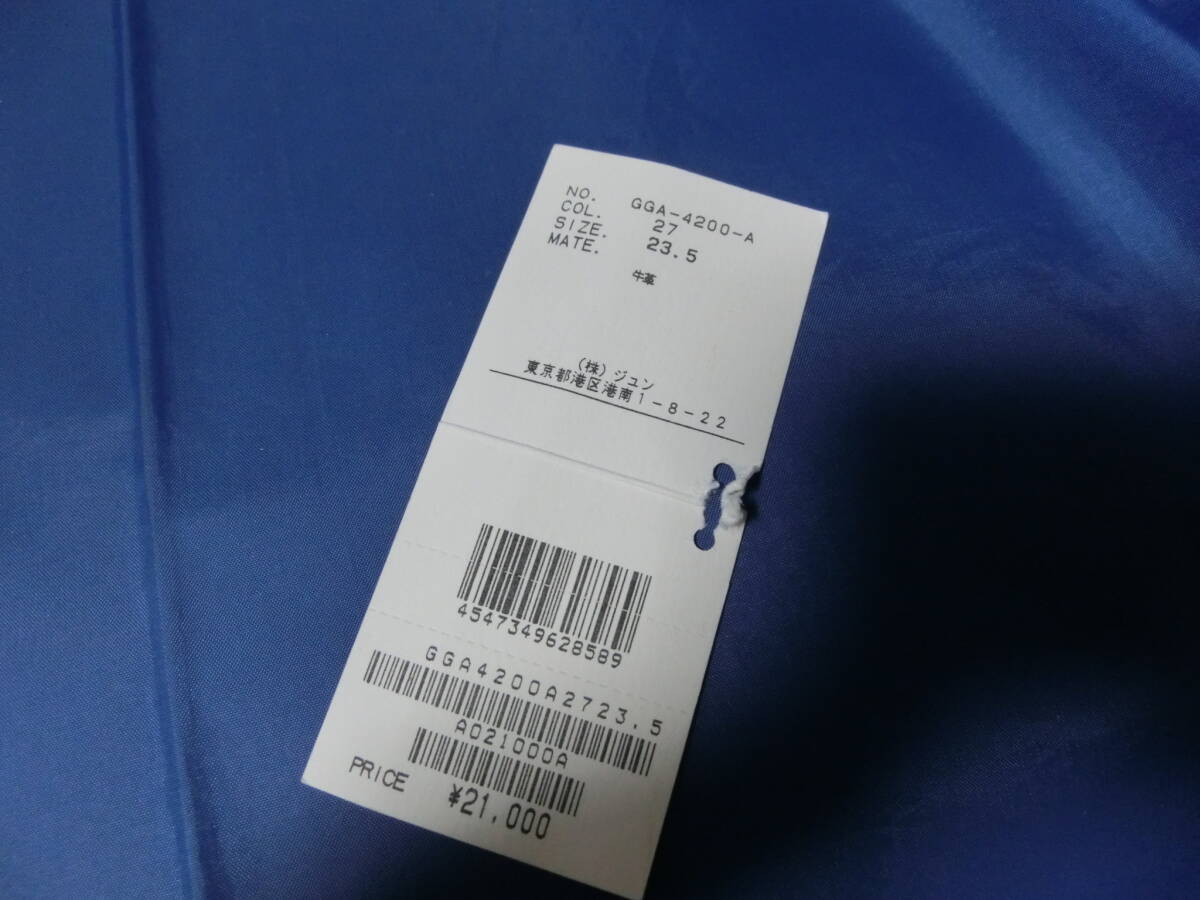 NO. GGA-4200-A
COL. 27
SIZE. 23.5
MATE.
牛革
(株)ジュン
東京都港区港南1-8-22
4547349628589
GGA4200A2723.5
A021000A
PRICE ¥21,000